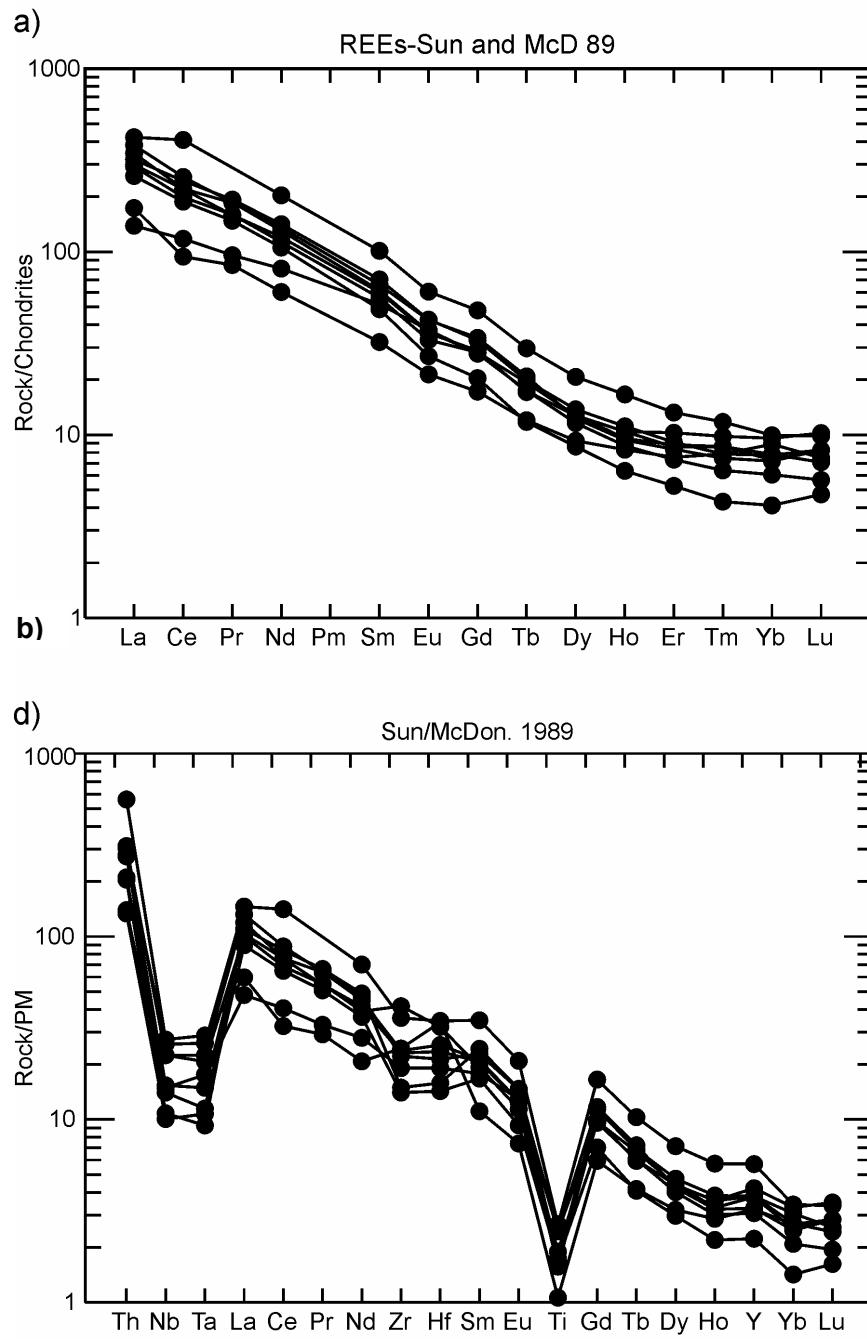 a)
REEs-Sun and McD 89
1000
100
10
1
Rock/Chondrites
La Ce Pr Nd Pm Sm Eu Gd Tb Dy Ho Er Tm Yb Lu
b)
d)
Sun/McDon. 1989
1000
100
10
1
Rock/PM
Th Nb Ta La Ce Pr Nd Zr Hf Sm Eu Ti Gd Tb Dy Ho Y Yb Lu